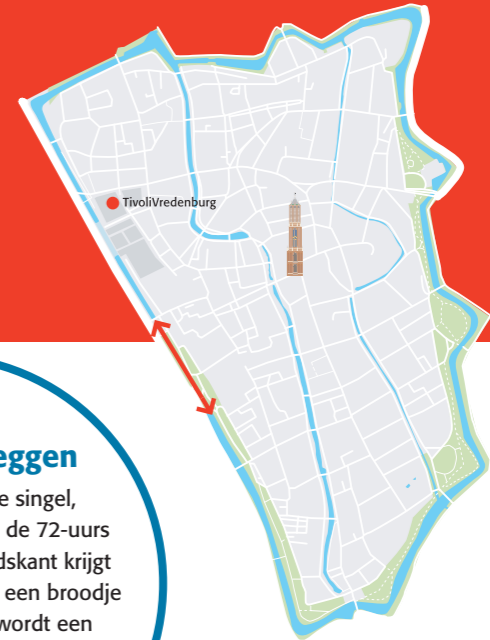 TivoliVredenburg
eggen
e singel,
de 72-uurs
dskant krijgt
een broodje
wordt een